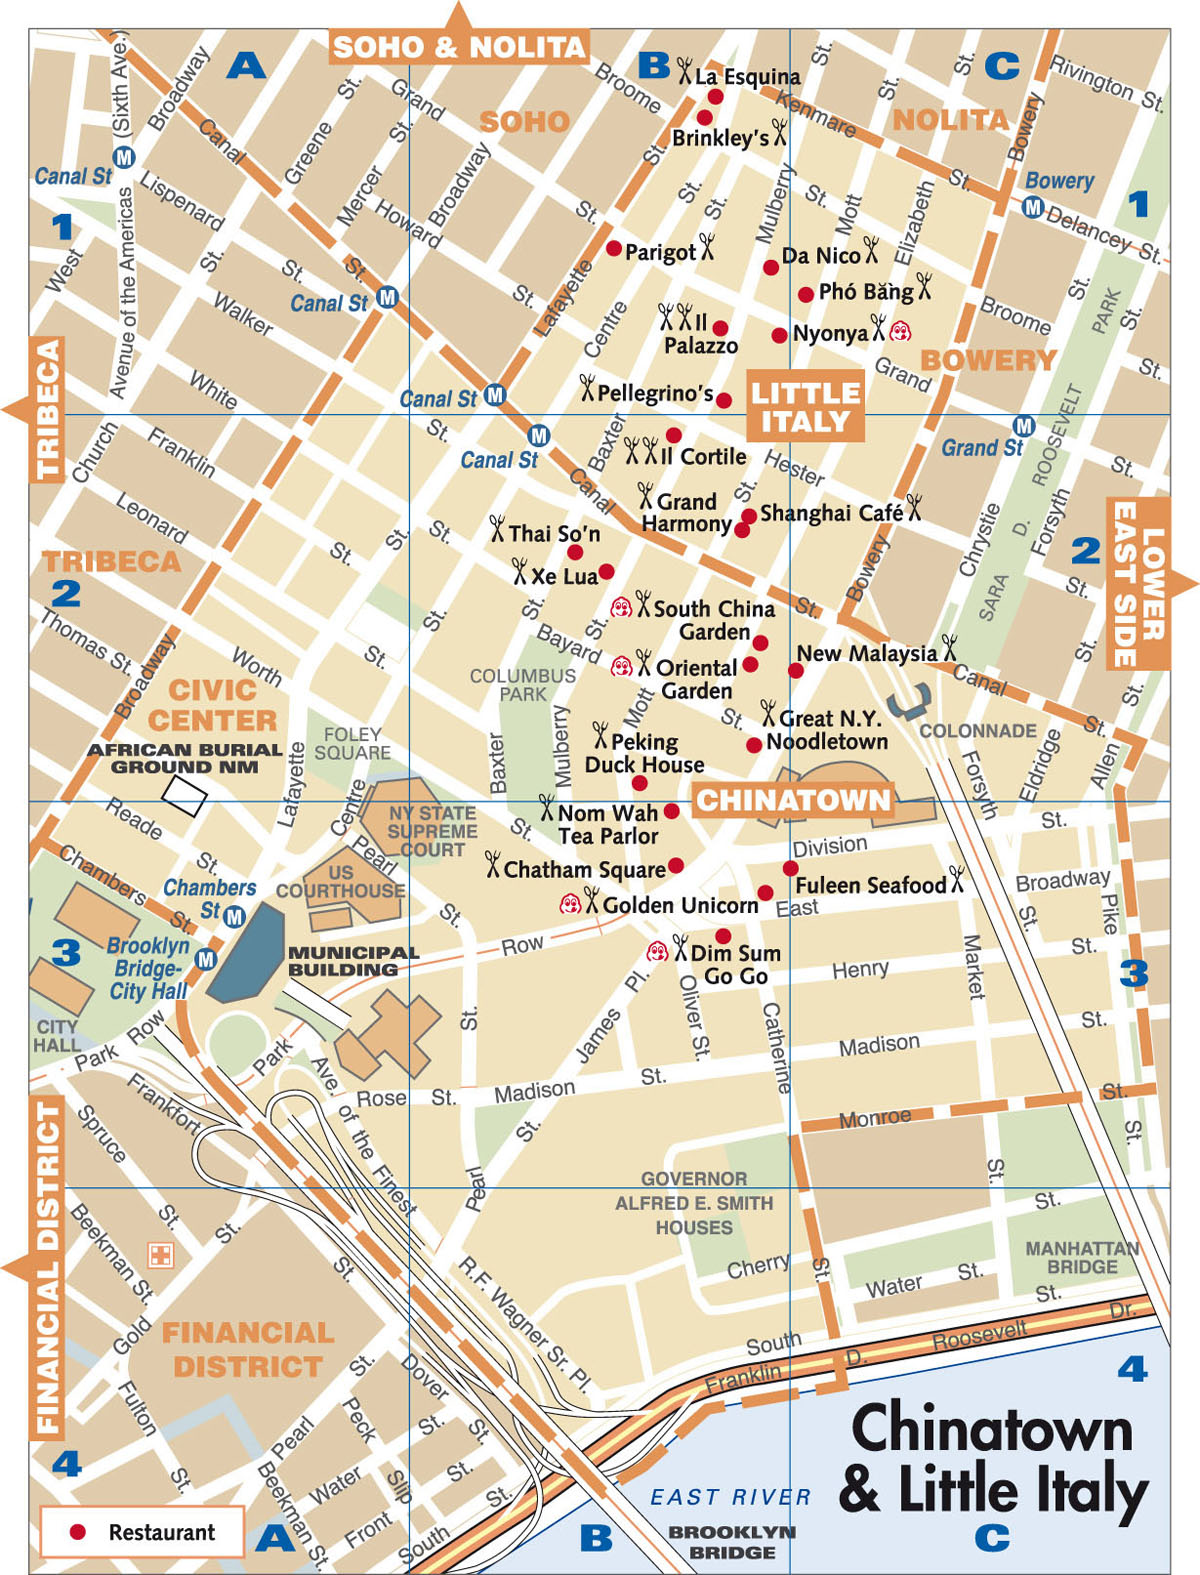 SOHO & NOLITA
A
B
C
La Esquina
Brinkley's
SOHO
NOLITA
Rivington St.
Broome
St.
St.
St.
Kenmare
St.
Bowery
Bowery
Delancey St.
Grand
St.
(Sixth Ave.)
Broadway
Canal
St.
Greene
St.
Mercer
St.
Broadway
Howard
St.
M
Canal St
Lispenard
St.
1
1
West
Avenue of the Americas
Walker
St.
White
St.
Canal St
M
Lafayette
St.
Parigot
Centre
St.
St.
Mulberry
St.
Mott
Elizabeth
Da Nico
Phó Băng
Nyonya
Il
Palazzo
Broome
St.
St.
St.
PARK
BOWERY
Grand
St.
Pellegrino's
LITTLE
ITALY
TRIBECA
Canal St
M
M
Canal St
M
Grand St
Church
Franklin
St.
Leonard
St.
Baxter
Il Cortile
Hester
St.
Grand
Harmony
Shanghai Café
St.
Canal
St.
Thai So'n
Xe Lua
Bowery
Chrystie
SARA
D.
ROOSEVELT
Forsyth
St.
2
2
LOWER
EAST SIDE
TRIBECA
Thomas St.
Broadway
Worth
St.
St.
CIVIC
CENTER
AFRICAN BURIAL
GROUND NM
FOLEY
SQUARE
COLUMBUS
PARK
Bayard
St.
St.
South China
Garden
Oriental
Garden
New Malaysia
Mott
St.
Great N.Y.
Noodletown
Canal
St.
COLONNADE
Forsyth
Eldridge
St.
Allen
St.
Baxter
Mulberry
Peking
Duck House
CHINATOWN
Nom Wah
Tea Parlor
Lafayette
Centre
Reade
St.
NY STATE
SUPREME
COURT
St.
Pearl
St.
US
COURTHOUSE
Chambers
St.
Chambers
St
M
Brooklyn
Bridge-
City Hall
M
MUNICIPAL
BUILDING
Chatham Square
Golden Unicorn
Division
St.
Fuleen Seafood
East
Broadway
Pike
Dim Sum
Go Go
Row
Henry
St.
St.
Market
3
3
CITY
HALL
Park
Row
Park
James
Pl.
Oliver St.
Catherine
Madison
St.
Frankfort
Ave. of the Finest
Rose
St.
Madison
St.
Monroe
St.
St.
St.
St.
Pearl
St.
Spruce
St.
GOVERNOR
ALFRED E. SMITH
HOUSES
Beekman St.
St.
FINANCIAL DISTRICT
Cherry
St.
Water
St.
St.
MANHATTAN
BRIDGE
St.
Gold
R.F. Wagner Sr. Pl.
FINANCIAL
DISTRICT
South
St.
Franklin
D.
Roosevelt
Dr.
Fulton
St.
Pearl
St.
Dover
St.
Peck
Slip
Water
St.
Front
St.
Beekman St.
South
St.
4
4
Chinatown
& Little Italy
EAST RIVER
BROOKLYN
BRIDGE
Restaurant
A
B
C